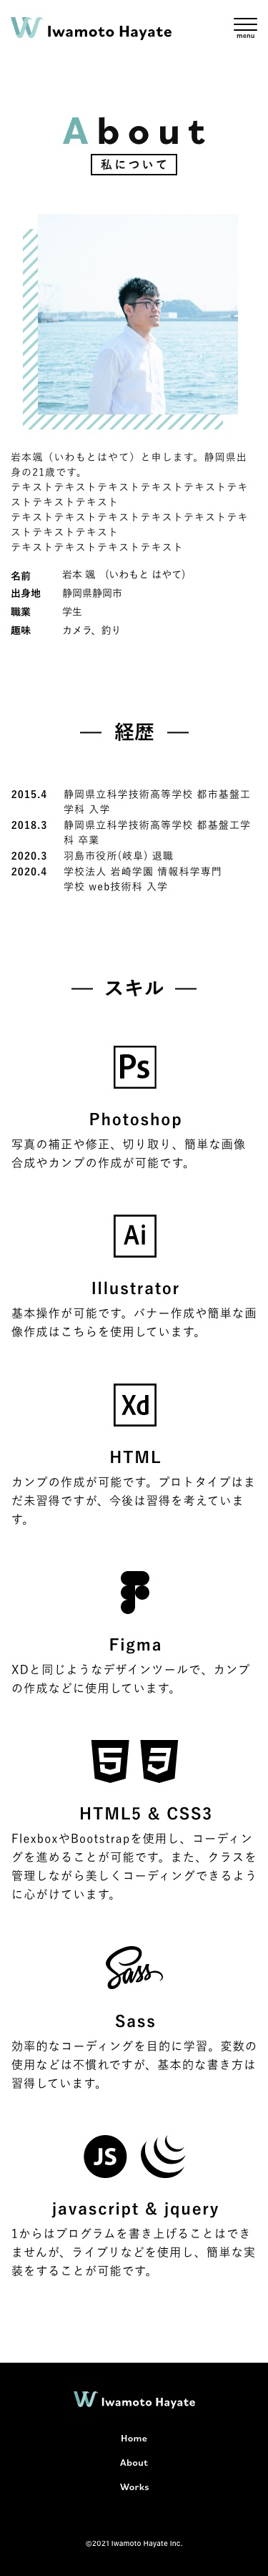 Iwamoto Hayate
menu
About
私について
岩本颯（いわもとはやて）と申します。静岡県出
身の21歳です。
テキストテキストテキストテキストテキストテキ
ストテキストテキスト
テキストテキストテキストテキストテキストテキ
ストテキストテキスト
テキストテキストテキストテキスト
名前 岩本 颯 （いわもと はやて）
出身地 静岡県静岡市
職業 学生
趣味 カメラ、釣り
経歴
2015.4 静岡県立科学技術高等学校 都市基盤工
学科 入学
2018.3 静岡県立科学技術高等学校 都基盤工学
科 卒業
2020.3 羽島市役所(岐阜) 退職
2020.4 学校法人 岩崎学園 情報科学専門
学校 web技術科 入学
スキル
Ps
Photoshop
写真の補正や修正、切り取り、簡単な画像
合成やカンプの作成が可能です。
Ai
Illustrator
基本操作が可能です。バナー作成や簡単な画
像作成はこちらを使用しています。
Xd
HTML
カンプの作成が可能です。プロトタイプはま
だ未習得ですが、今後は習得を考えていま
す。
Figma
XDと同じようなデザインツールで、カンプ
の作成などに使用しています。
5 3
HTML5 & CSS3
FlexboxやBootstrapを使用し、コーディン
グを進めることが可能です。また、クラスを
管理しながら美しくコーディングできるよう
に心がけています。
Sass
Sass
効率的なコーディングを目的に学習。変数の
使用などは不慣れですが、基本的な書き方は
習得しています。
JS
javascript & jquery
1からはプログラムを書き上げることはでき
ませんが、ライブリなどを使用し、簡単な実
装をすることが可能です。
Iwamoto Hayate
Home
About
Works
©2021 Iwamoto Hayate Inc.